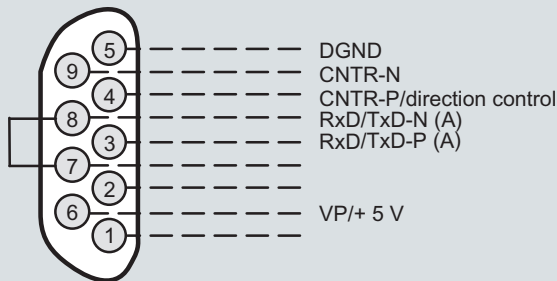 5 DGND
9 CNTR-N
4 CNTR-P/direction control
8 RxD/TxD-N (A)
3 RxD/TxD-P (A)
7
2
6 VP/+ 5 V
1